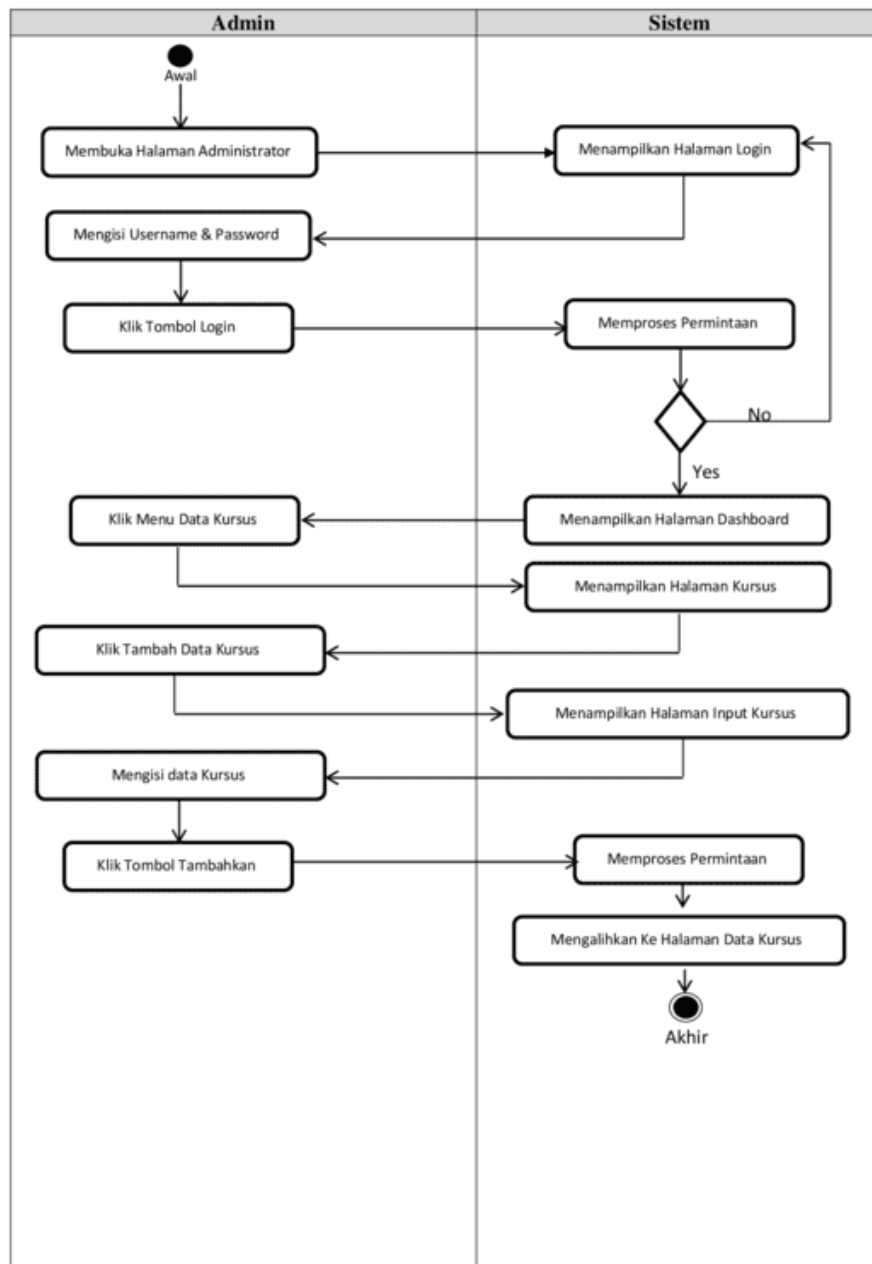 Admin
Sistem
Awal
Membuka Halaman Administrator
Menampilkan Halaman Login
Mengisi Username & Password
Klik Tombol Login
Memproses Permintaan
No
Yes
Klik Menu Data Kursus
Menampilkan Halaman Dashboard
Menampilkan Halaman Kursus
Klik Tambah Data Kursus
Menampilkan Halaman Input Kursus
Mengisi data Kursus
Klik Tombol Tambahkan
Memproses Permintaan
Mengalihkan Ke Halaman Data Kursus
Akhir